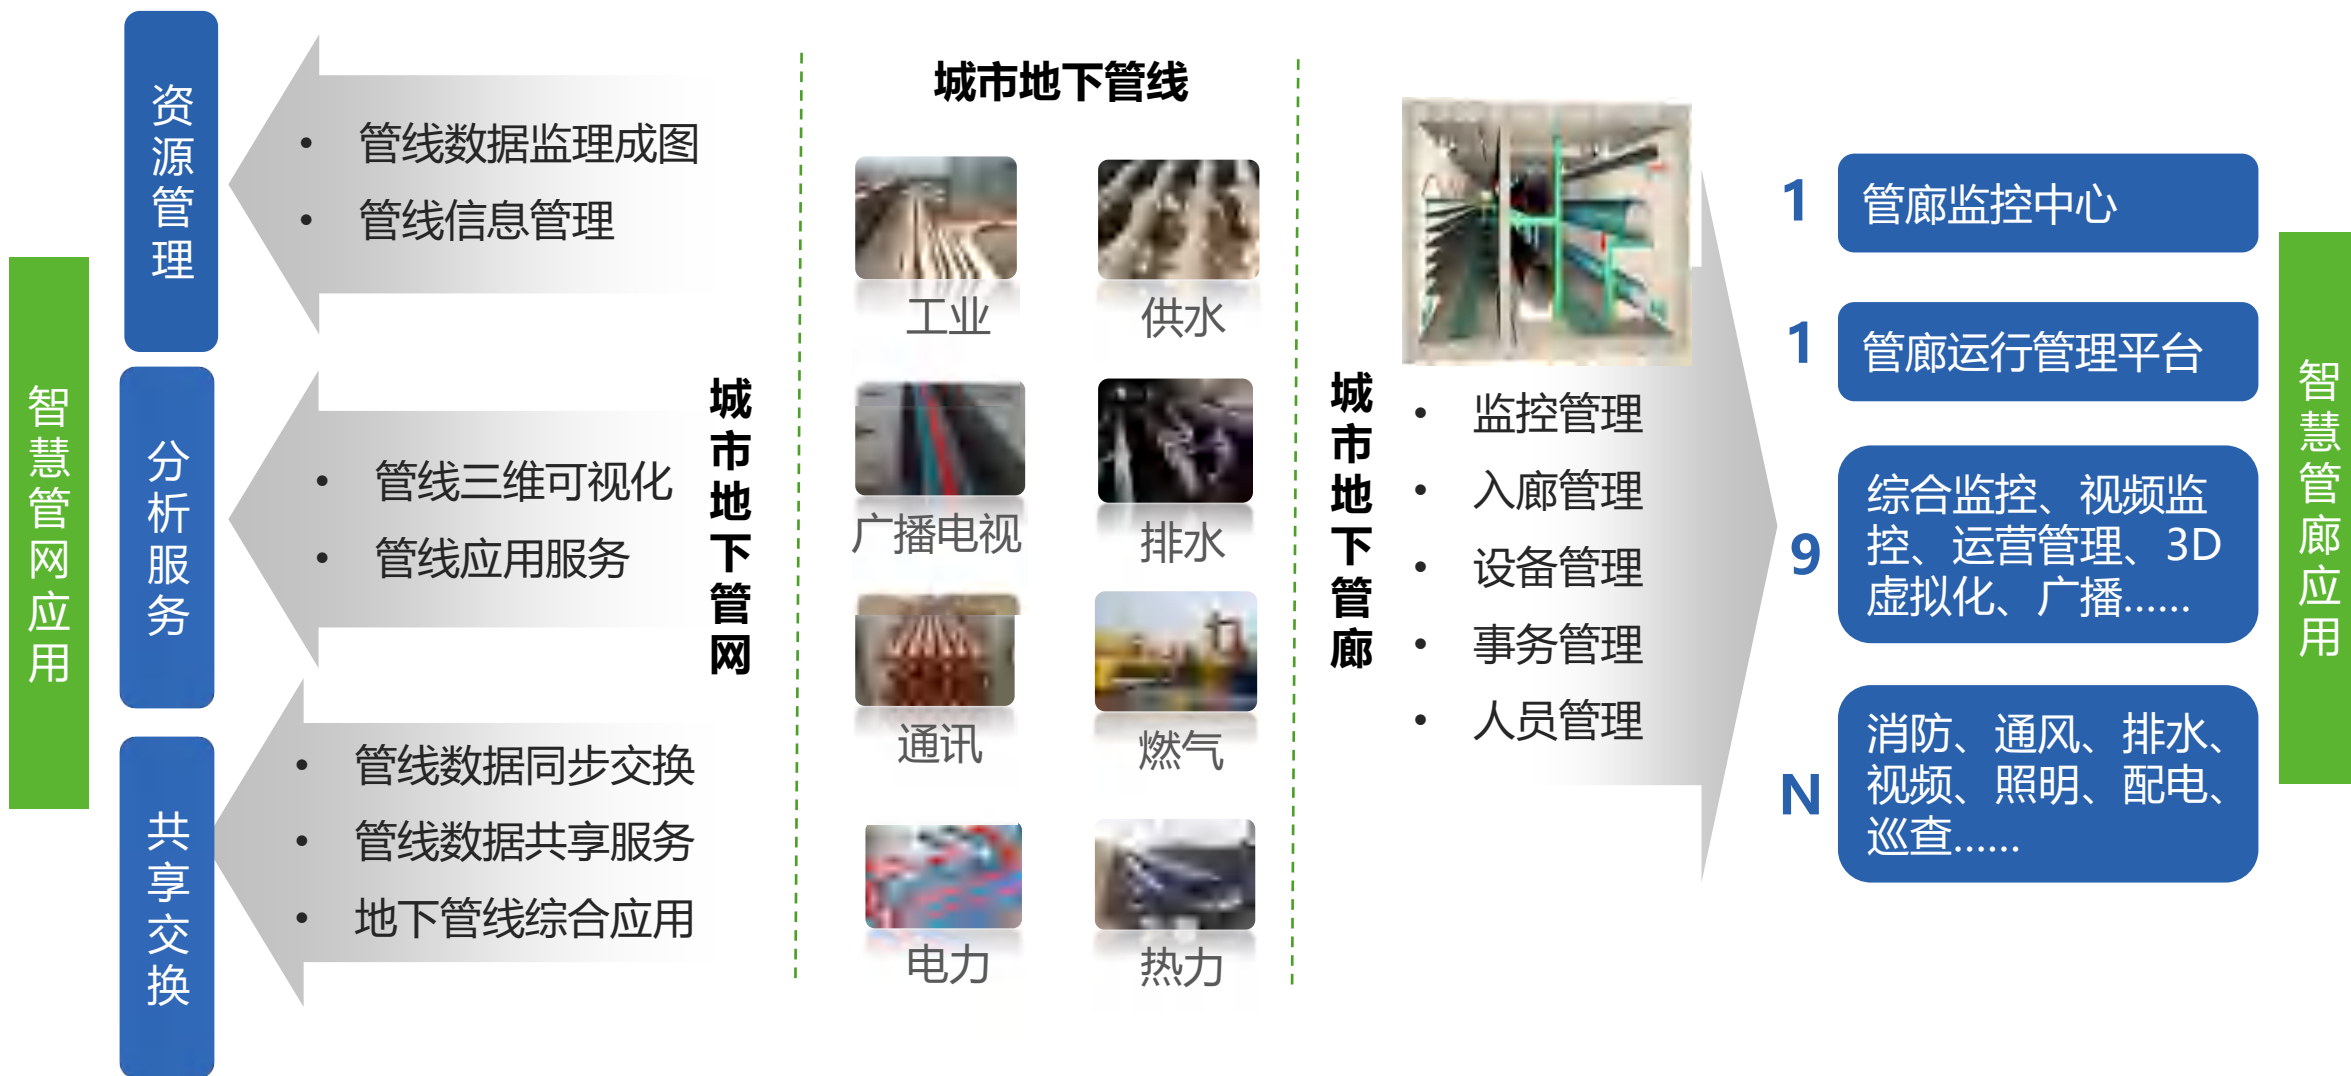 智慧管网应用
资源管理
• 管线数据监理成图
• 管线信息管理
分析服务
• 管线三维可视化
• 管线应用服务
共享交换
• 管线数据同步交换
• 管线数据共享服务
• 地下管线综合应用
城市地下管网
城市地下管线
工业
供水
广播电视
排水
通讯
燃气
电力
热力
城市地下管廊
• 监控管理
• 入廊管理
• 设备管理
• 事务管理
• 人员管理
1
管廊监控中心
1
管廊运行管理平台
9
综合监控、视频监
控、运营管理、3D
虚拟化、广播......
N
消防、通风、排水、
视频、照明、配电、
巡查......
智慧管廊应用